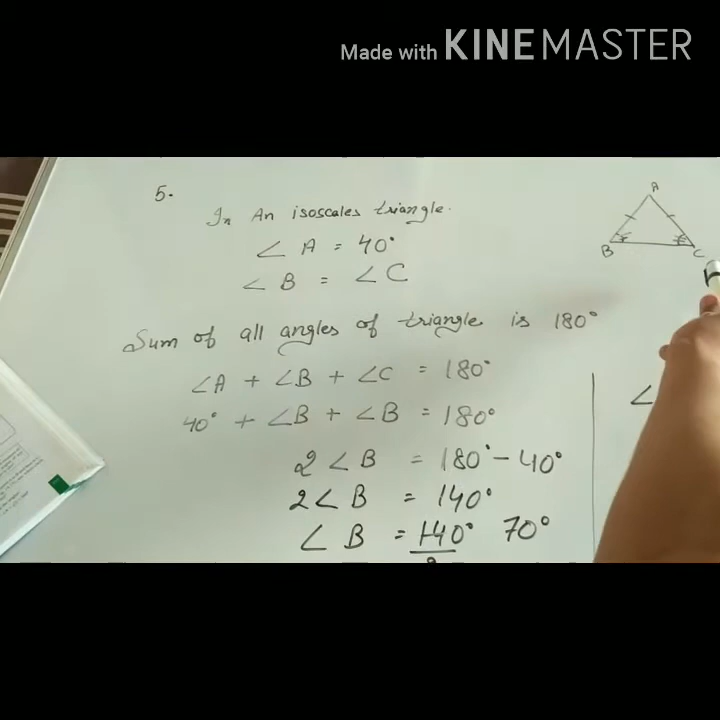 Made with KINEMASTER
5.
In An isoscales triangle.
∠ A = 40°
∠ B = ∠ C
A
B
C
Sum of all angles of triangle is 180°
∠A + ∠B + ∠C = 180°
40° + ∠B + ∠B = 180°
2 ∠B = 180° - 40°
2∠B = 140°
∠ B = 140° 70°
∠